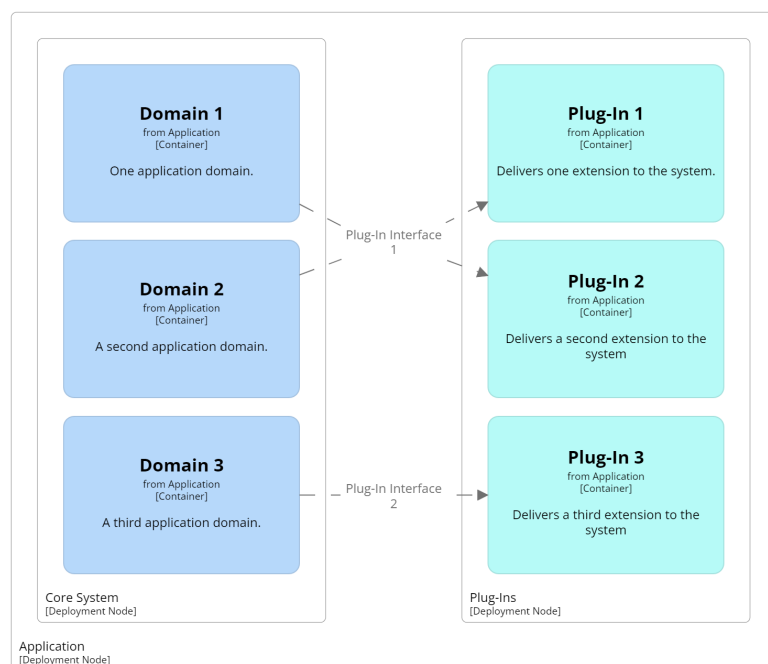 Domain 1
from Application
[Container]
One application domain.
Plug-In 1
from Application
[Container]
Delivers one extension to the system.
Plug-In Interface
1
Domain 2
from Application
[Container]
A second application domain.
Plug-In 2
from Application
[Container]
Delivers a second extension to the
system
Domain 3
from Application
[Container]
A third application domain.
Plug-In Interface
2
Plug-In 3
from Application
[Container]
Delivers a third extension to the
system
Core System
[Deployment Node]
Plug-Ins
[Deployment Node]
Application
[Deployment Node]